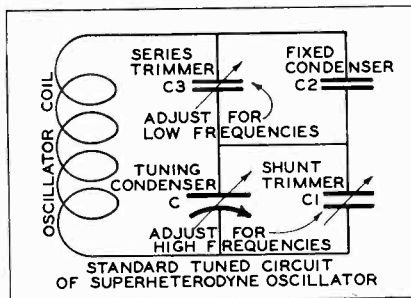 OSCILLATOR COIL
SERIES
TRIMMER
C3
FIXED
CONDENSER
C2
ADJUST FOR
LOW FREQUENCIES
TUNING
CONDENSER
C
SHUNT
TRIMMER
C1
ADJUST FOR
HIGH FREQUENCIES
STANDARD TUNED CIRCUIT
OF SUPERHETERODYNE OSCILLATOR